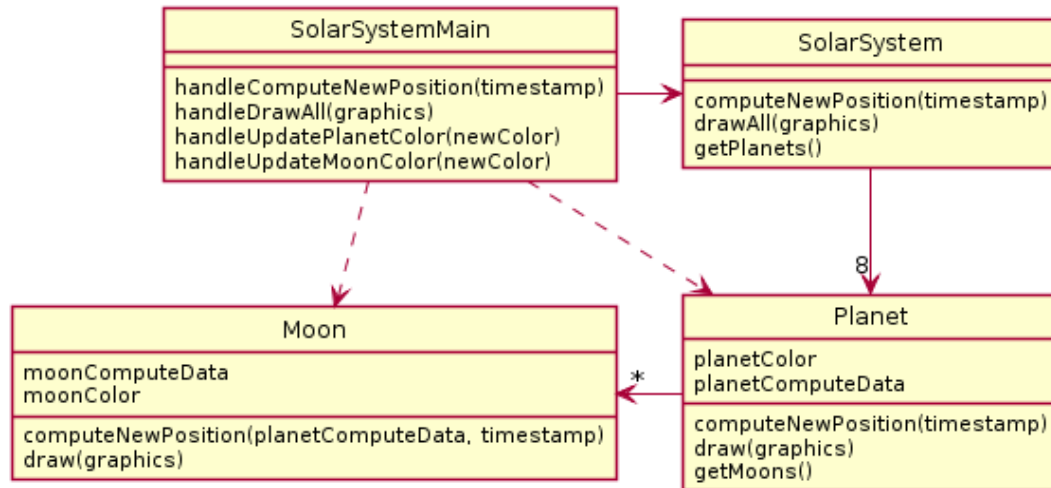 SolarSystemMain
handleComputeNewPosition(timestamp)
handleDrawAll(graphics)
handleUpdatePlanetColor(newColor)
handleUpdateMoonColor(newColor)
SolarSystem
computeNewPosition(timestamp)
drawAll(graphics)
getPlanets()
8
Moon
moonComputeData
moonColor
computeNewPosition(planetComputeData, timestamp)
draw(graphics)
*
Planet
planetColor
planetComputeData
computeNewPosition(timestamp)
draw(graphics)
getMoons()